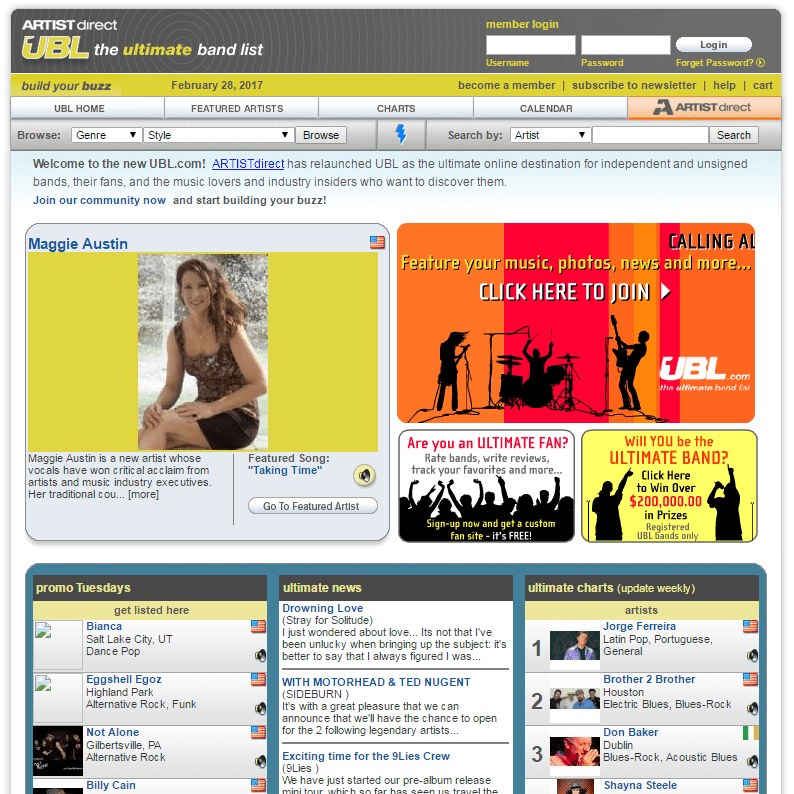 ARTISTdirect
UBL the ultimate band list
member login
Login
Username
Password
Forget Password?
build your buzz
February 28, 2017
become a member | subscribe to newsletter | help | cart
UBL HOME
FEATURED ARTISTS
CHARTS
CALENDAR
ARTISTdirect
Browse:
Genre
Style
Browse
Search by:
Artist
Search
Welcome to the new UBL.com! ARTISTdirect has relaunched UBL as the ultimate online destination for independent and unsigned
bands, their fans, and the music lovers and industry insiders who want to discover them.
Join our community now and start building your buzz!
Maggie Austin
Maggie Austin is a new artist whose
vocals have won critical acclaim from
artists and music industry executives.
Her traditional cou... [more]
Featured Song:
"Taking Time"
Go To Featured Artist
CALLING AL
Feature your music, photos, news and more...
CLICK HERE TO JOIN
UBL.com
the ultimate band list
Are you an ULTIMATE FAN?
Rate bands, write reviews,
track your favorites and more...
Sign-up now and get a custom
fan site - it's FREE!
Will YOU be the
ULTIMATE BAND?
Click Here
to Win Over
$200,000.00
in Prizes
Registered
UBL bands only
promo Tuesdays
get listed here
Bianca
Salt Lake City, UT
Dance Pop
Eggshell Egoz
Highland Park
Alternative Rock, Funk
Not Alone
Gilbertsville, PA
Alternative Rock
Billy Cain
ultimate news
Drowning Love
(Stray for Solitude)
I just wondered about love... Its not that I've
been unlucky when bringing up the subject: it's
better to say that I always figured I was...
WITH MOTORHEAD & TED NUGENT
(SIDEBURN )
It's with a great pleasure that we can
announce that we'll have the chance to open
for the 2 following legendary artists...
Exciting time for the 9Lies Crew
(9Lies )
We have just started our pre-album release
mini tour, which so far has seen us travel the
ultimate charts (update weekly)
artists
1
Jorge Ferreira
Latin Pop, Portuguese,
General
2
Brother 2 Brother
Houston
Electric Blues, Blues-Rock
3
Don Baker
Dublin
Blues-Rock, Acoustic Blues
Shayna Steele